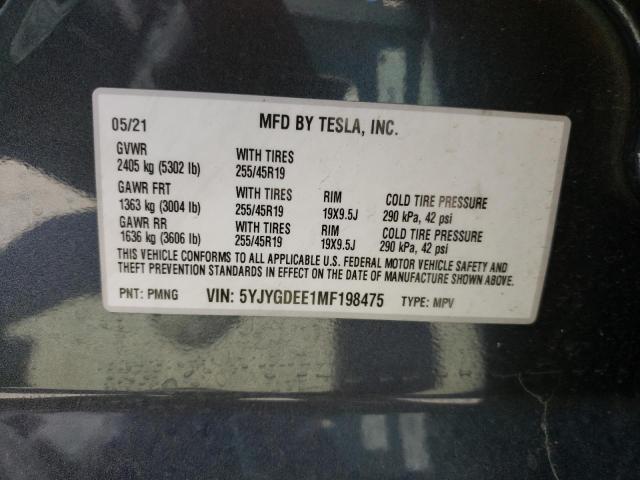 05/21 MFD BY TESLA, INC.
GVWR WITH TIRES
2405 kg (5302 lb) 255/45R19
GAWR FRT WITH TIRES RIM COLD TIRE PRESSURE
1363 kg (3004 lb) 255/45R19 19X9.5J 290 kPa, 42 psi
GAWR RR WITH TIRES RIM COLD TIRE PRESSURE
1636 kg (3606 lb) 255/45R19 19X9.5J 290 kPa, 42 psi
THIS VEHICLE CONFORMS TO ALL APPLICABLE U.S. FEDERAL MOTOR VEHICLE SAFETY AND
THEFT PREVENTION STANDARDS IN EFFECT ON THE DATE OF MANUFACTURE SHOWN ABOVE.
PNT: PMNG VIN: 5YJYGDEE1MF198475 TYPE: MPV